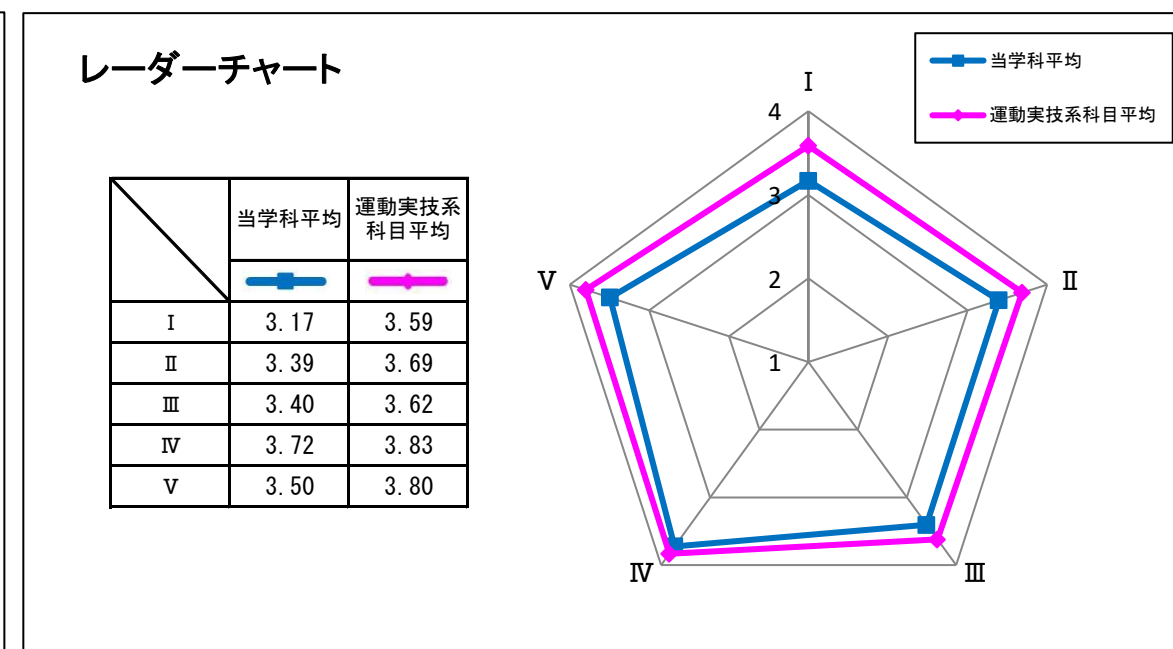 レーダーチャート
当学科平均
運動実技系科目平均
当学科平均 運動実技系
科目平均
Ⅰ 3.17 3.59
Ⅱ 3.39 3.69
Ⅲ 3.40 3.62
Ⅳ 3.72 3.83
Ⅴ 3.50 3.80
Ⅰ
4
3
2
1
Ⅱ
Ⅲ
Ⅳ
Ⅴ